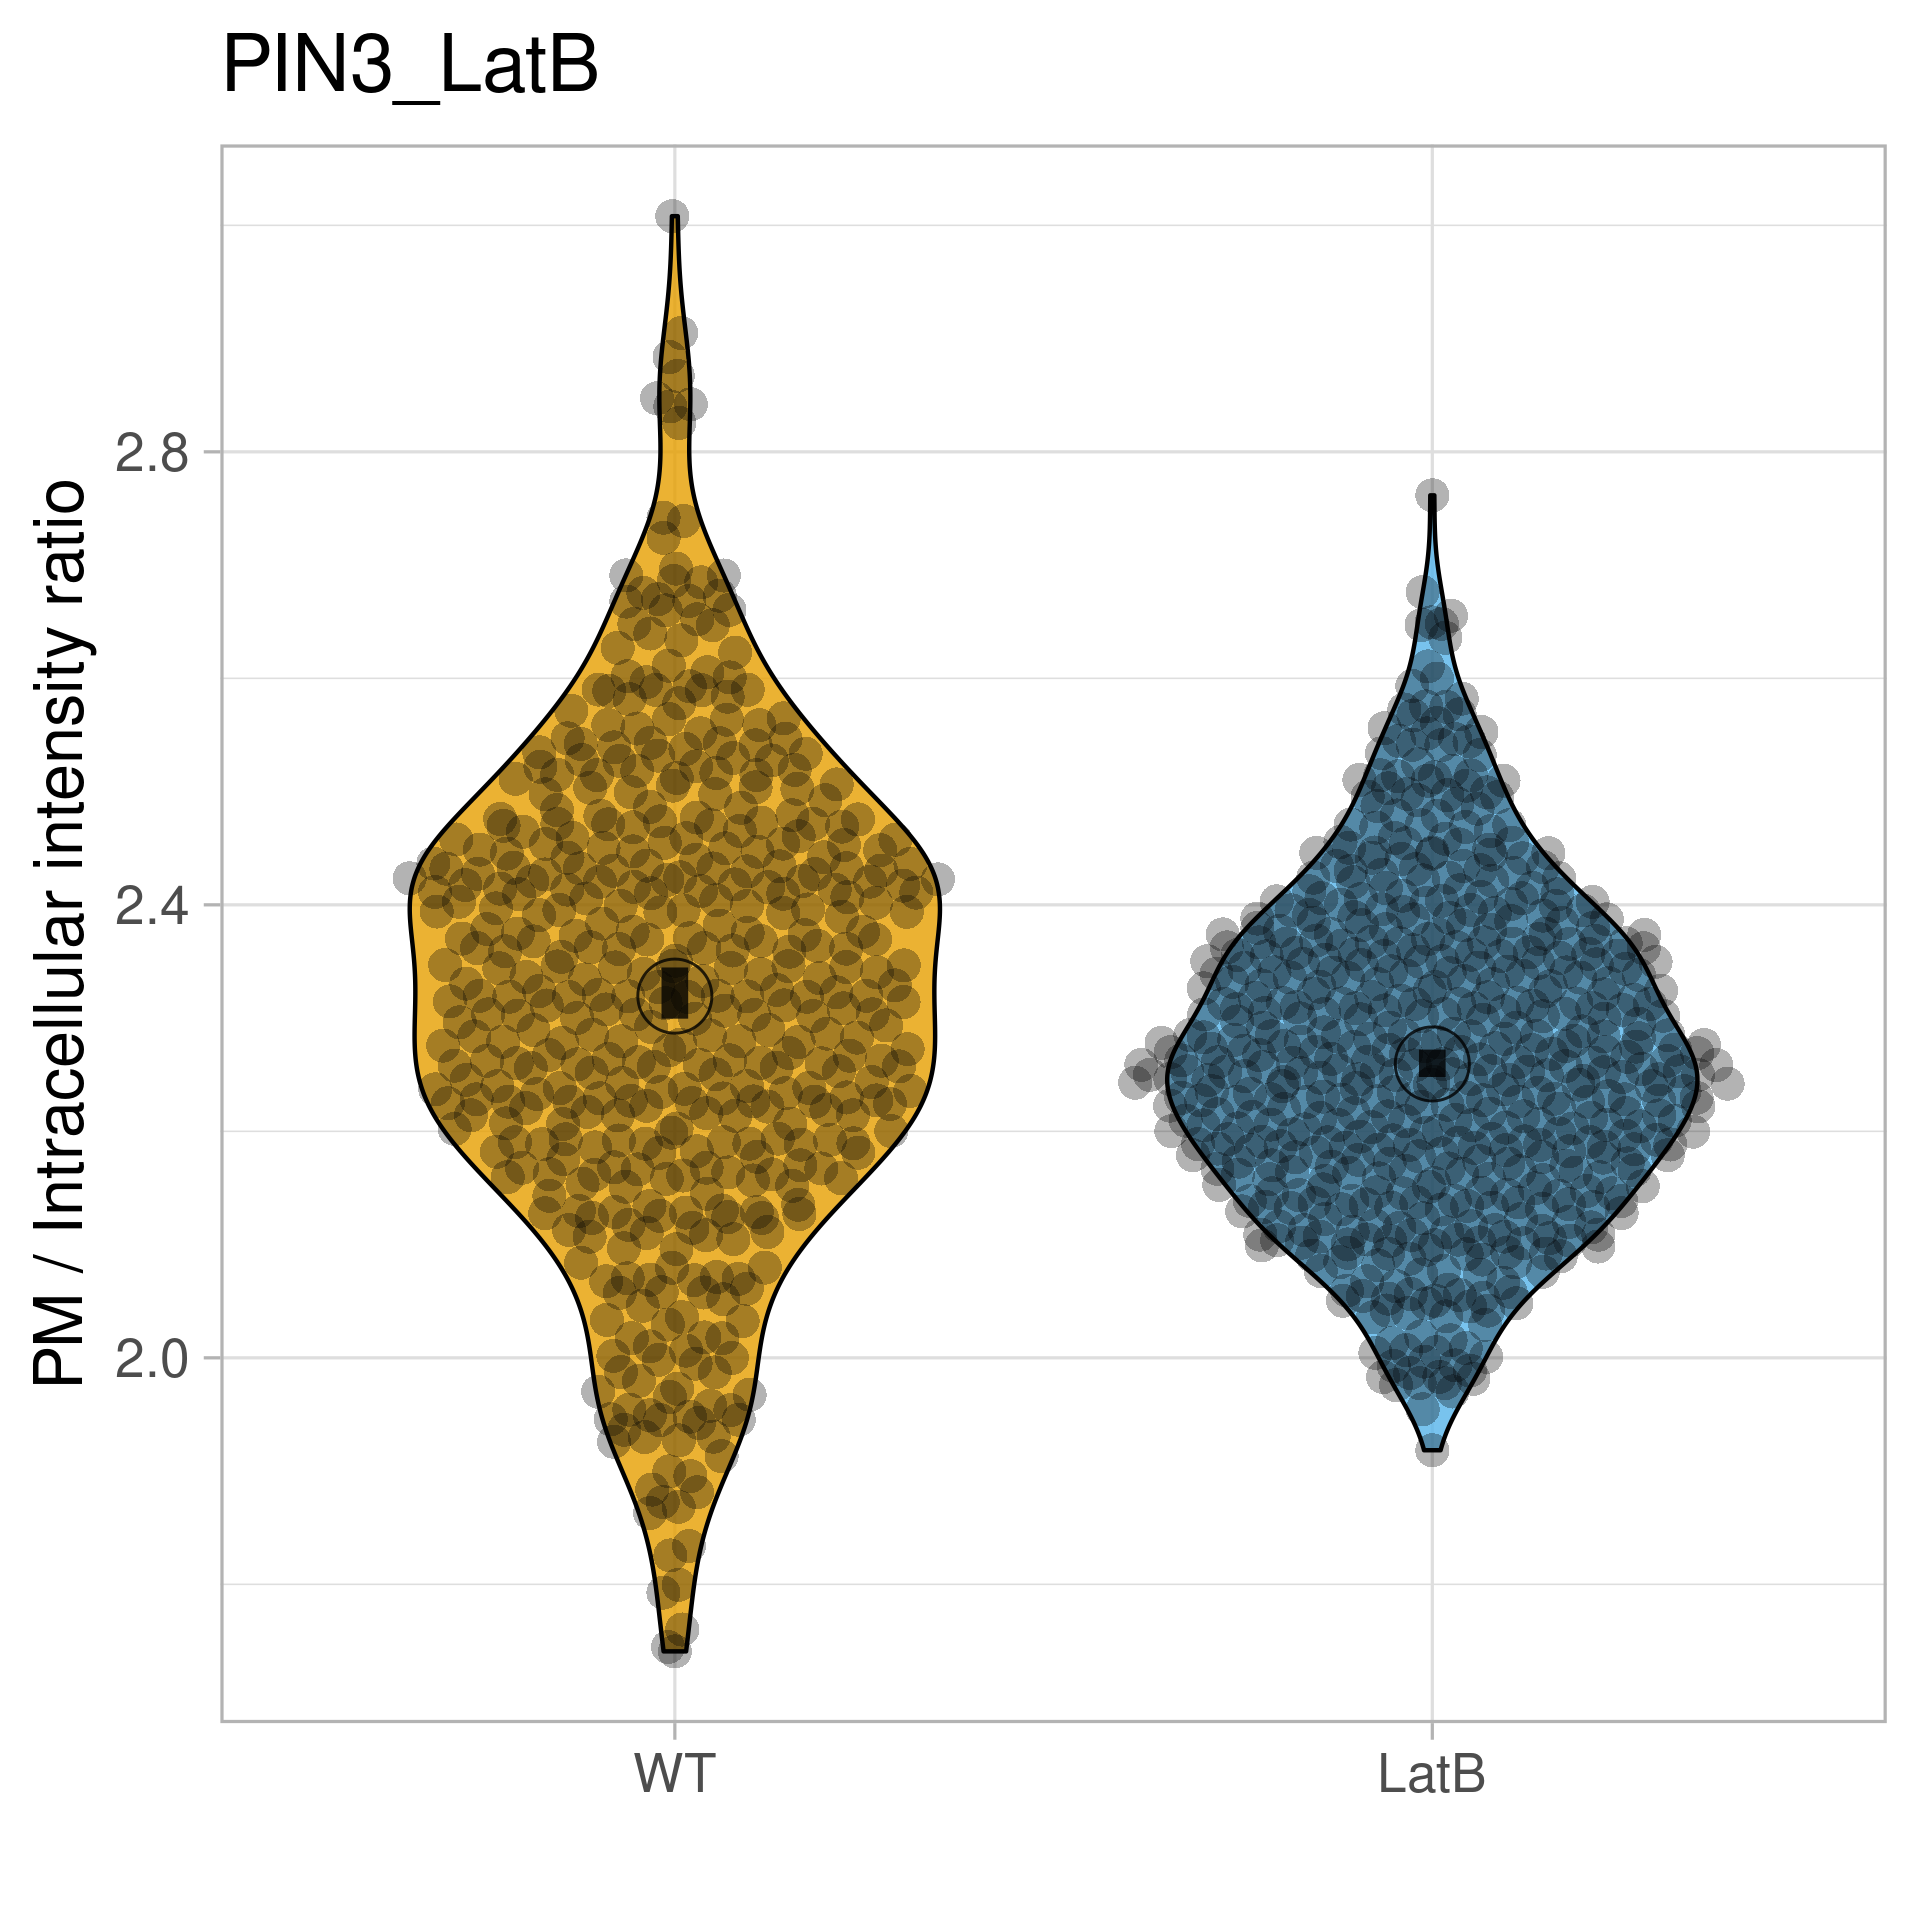 PIN3_LatB
PM / Intracellular intensity ratio
2.8
2.4
2.0
WT
LatB